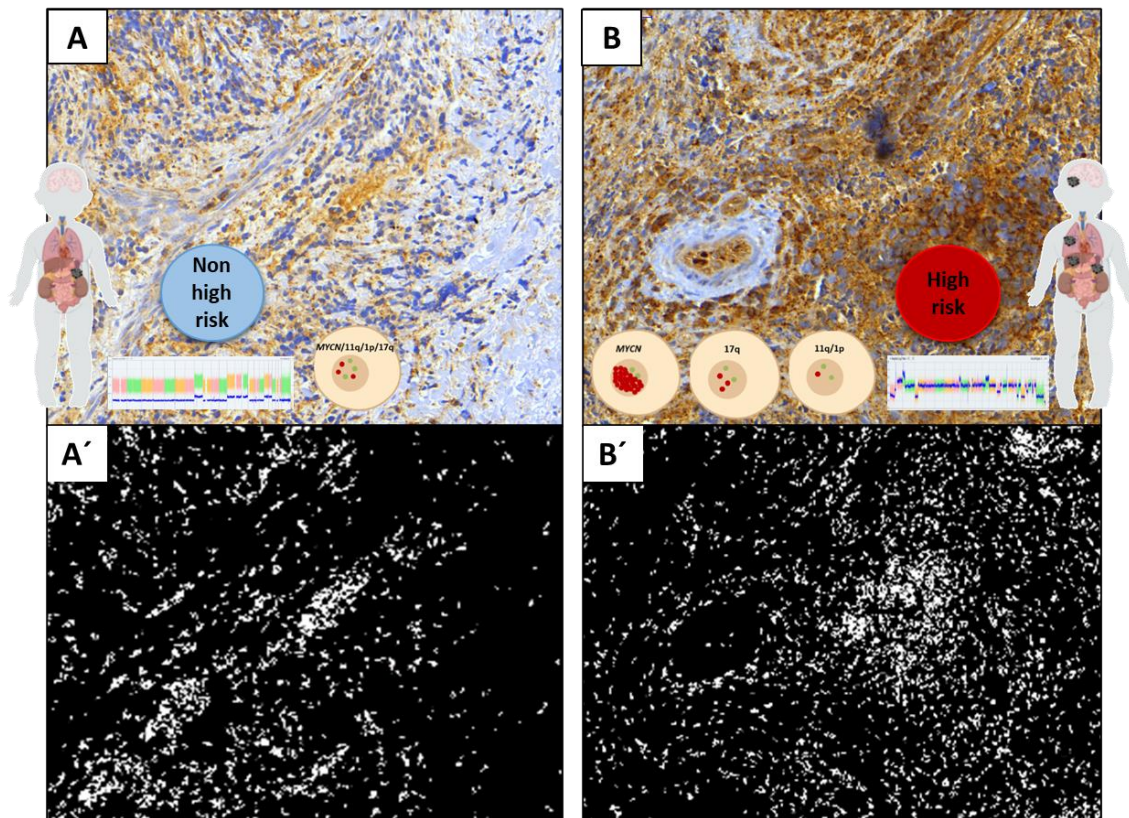 A
B
Non
high
risk
High
risk
MYCN/11q/1p/17q
MYCN
17q
11q/1p
A´
B´